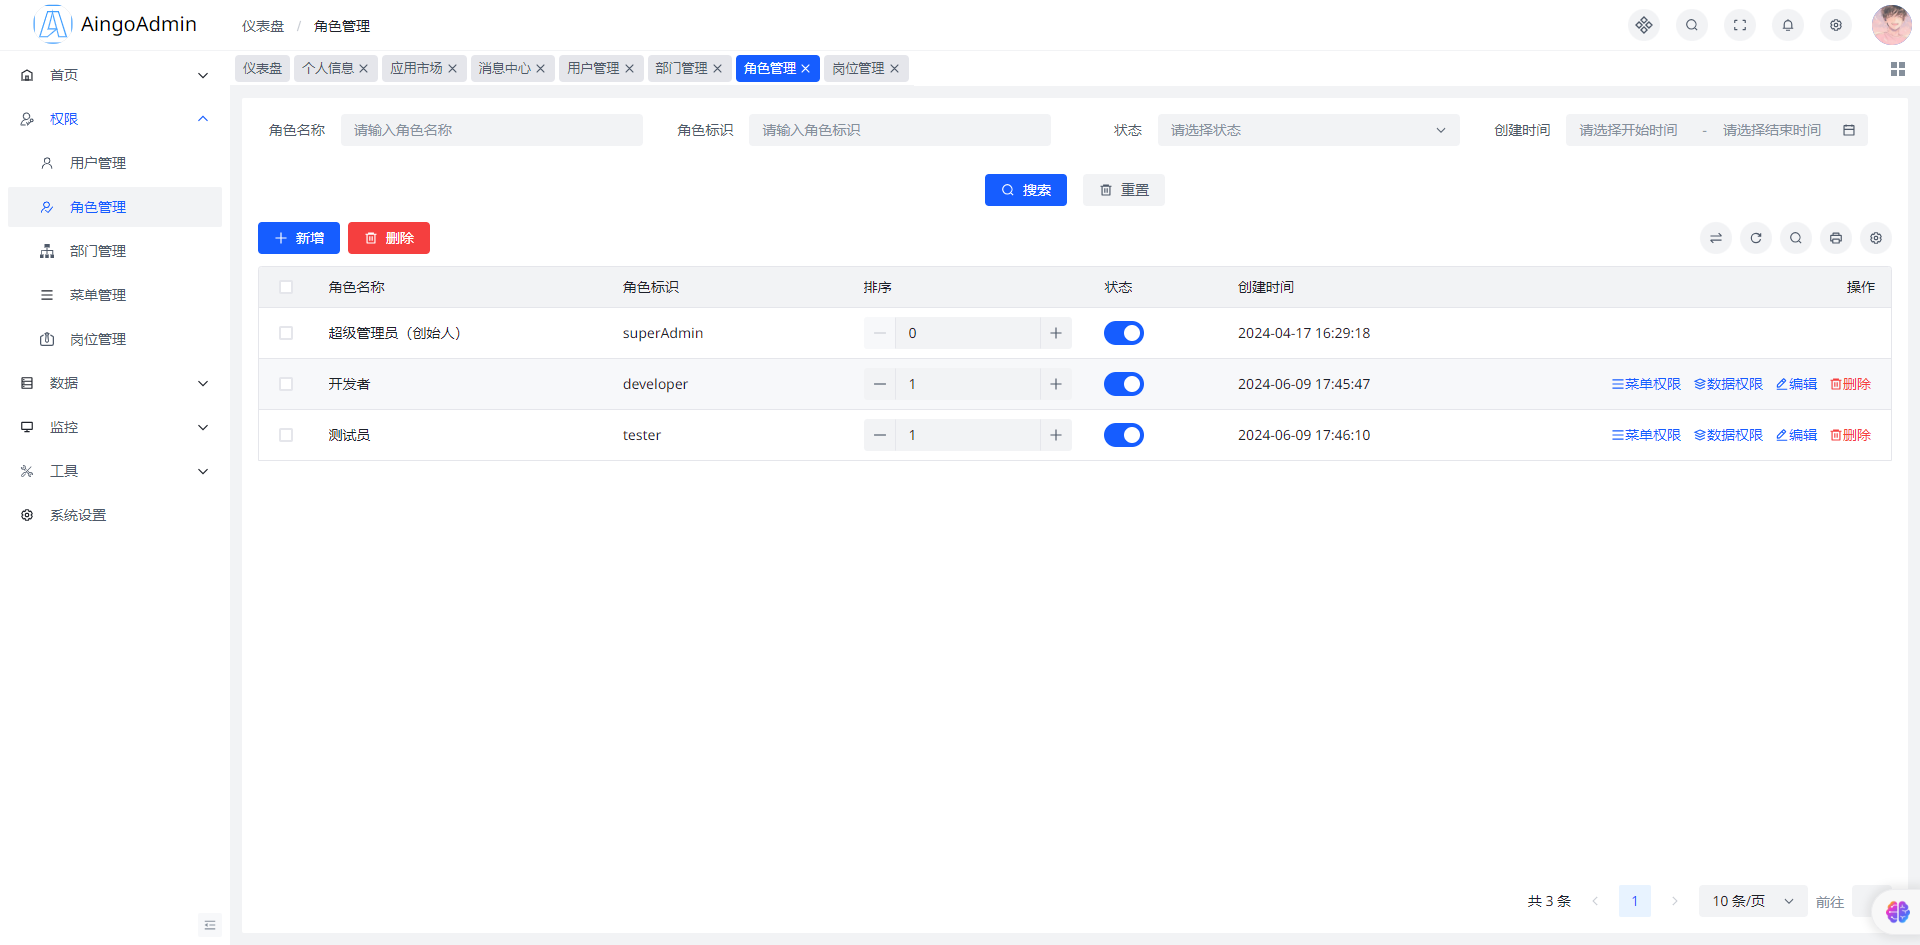 AingoAdmin
仪表盘 / 角色管理
首页
权限
用户管理
角色管理
部门管理
菜单管理
岗位管理
数据
监控
工具
系统设置
仪表盘 个人信息 应用市场 消息中心 用户管理 部门管理 角色管理 岗位管理
角色名称 请输入角色名称 角色标识 请输入角色标识 状态 请选择状态 创建时间 请选择开始时间 - 请选择结束时间
搜索 重置
新增 删除
角色名称 角色标识 排序 状态 创建时间 操作
超级管理员（创始人） superAdmin 0 2024-04-17 16:29:18
开发者 developer 1 2024-06-09 17:45:47 菜单权限 数据权限 编辑 删除
测试员 tester 1 2024-06-09 17:46:10 菜单权限 数据权限 编辑 删除
共 3 条 1 10 条/页 前往